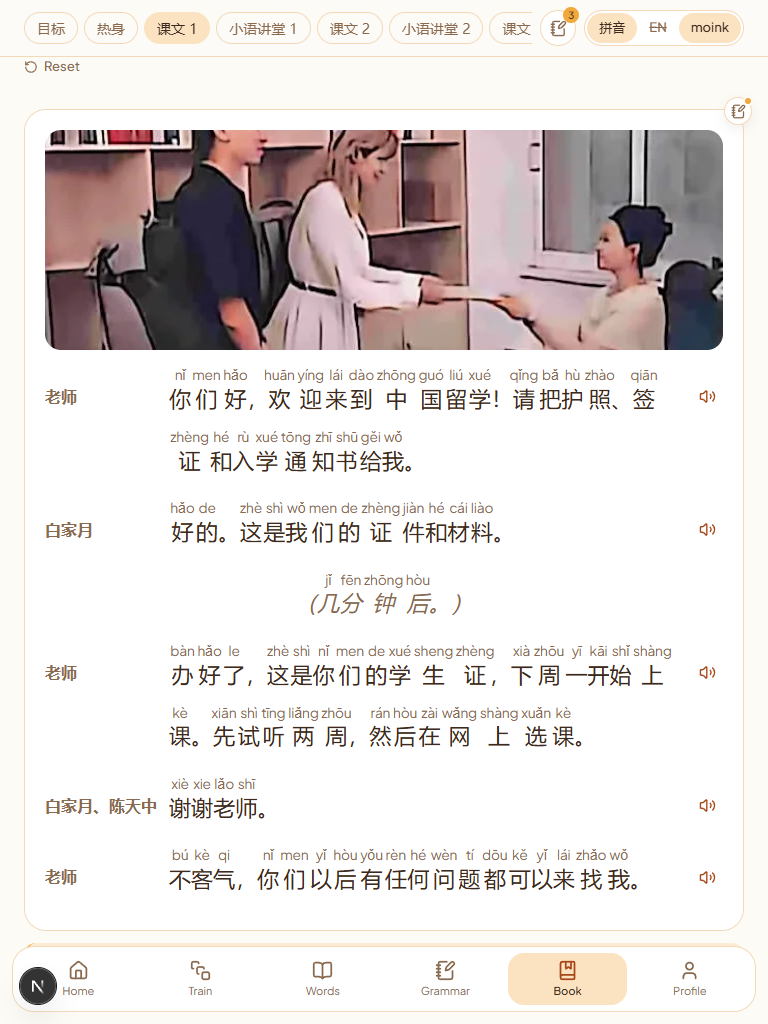 目标 热身 课文 1 小语讲堂 1 课文 2 小语讲堂 2 课文 3 拼音 EN moink
Reset
nǐ men hǎo huān yíng lái dào zhōng guó liú xué qǐng bǎ hù zhào qiān
老师 你们好，欢迎来到中国留学！请把护照、签
zhèng hé rù xué tōng zhī shū gěi wǒ
证和入学通知书给我。
hǎo de zhè shì wǒ men de zhèng jiàn hé cái liào
白家月 好的。这是我们的证件和材料。
jǐ fēn zhōng hòu
(几分钟后。)
bàn hǎo le zhè shì nǐ men de xué sheng zhèng xià zhōu yī kāi shǐ shàng
老师 办好了，这是你们的学生证，下周一开始上
kè xiān shì tīng liǎng zhōu rán hòu zài wǎng shàng xuǎn kè
课。先试听两周，然后在网上选课。
xiè xie lǎo shī
白家月、陈天中 谢谢老师。
bú kè qi nǐ men yǐ hòu yǒu rèn hé wèn tí dōu kě yǐ lái zhǎo wǒ
老师 不客气，你们以后有任何问题都可以来找我。
N Home Train Words Grammar Book Profile